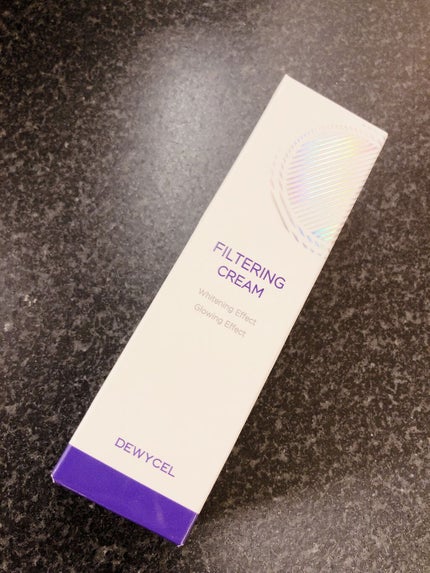 FILTERING
CREAM
Whitening Effect
Glowing Effect
DEWYCEL